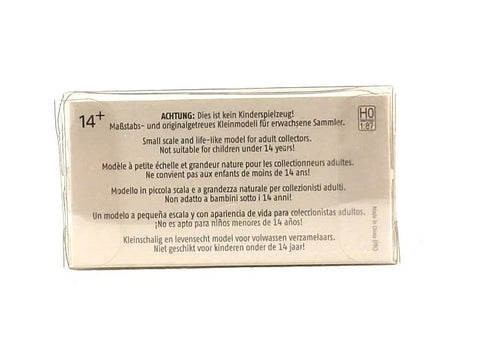 14+
ACHTUNG: Dies ist kein Kinderspielzeug!
Maßstabs- und originalgetreues Kleinmodell für erwachsene Sammler.
H0
1:87
Small scale and life-like model for adult collectors.
Not suitable for children under 14 years!
Modèle à petite échelle et grandeur nature pour les collectionneurs adultes.
Ne convient pas aux enfants de moins de 14 ans!
Modello in piccola scala e a grandezza naturale per collezionisti adulti.
Non adatto a bambini sotto i 14 anni!
Un modelo a pequeña escala y con apariencia de vida para coleccionistas adultos.
¡No es apto para niños menores de 14 años!
Kleinschalig en levensecht model voor volwassen verzamelaars.
Niet geschikt voor kinderen onder de 14 jaar!
Made in China